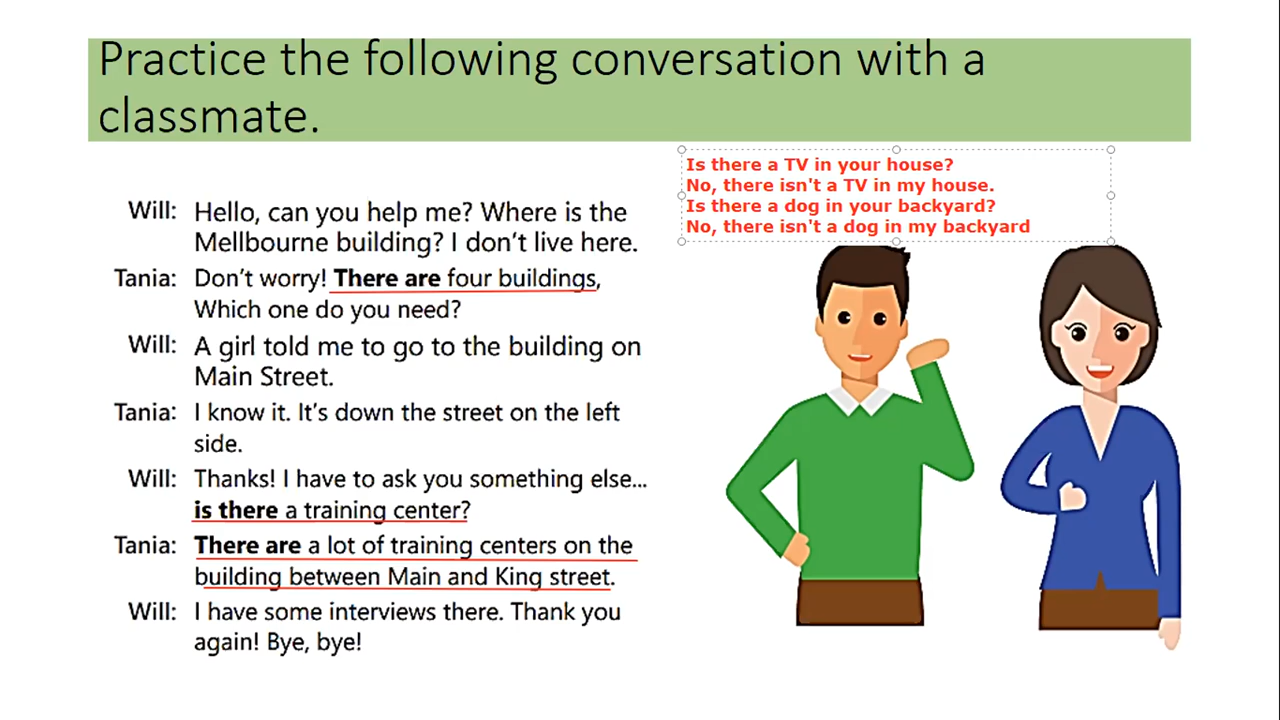 Practice the following conversation with a
classmate.
Is there a TV in your house?
No, there isn't a TV in my house.
Is there a dog in your backyard?
No, there isn't a dog in my backyard
Will: Hello, can you help me? Where is the
Mellbourne building? I don't live here.
Tania: Don't worry! There are four buildings,
Which one do you need?
Will: A girl told me to go to the building on
Main Street.
Tania: I know it. It's down the street on the left
side.
Will: Thanks! I have to ask you something else...
is there a training center?
Tania: There are a lot of training centers on the
building between Main and King street.
Will: I have some interviews there. Thank you
again! Bye, bye!